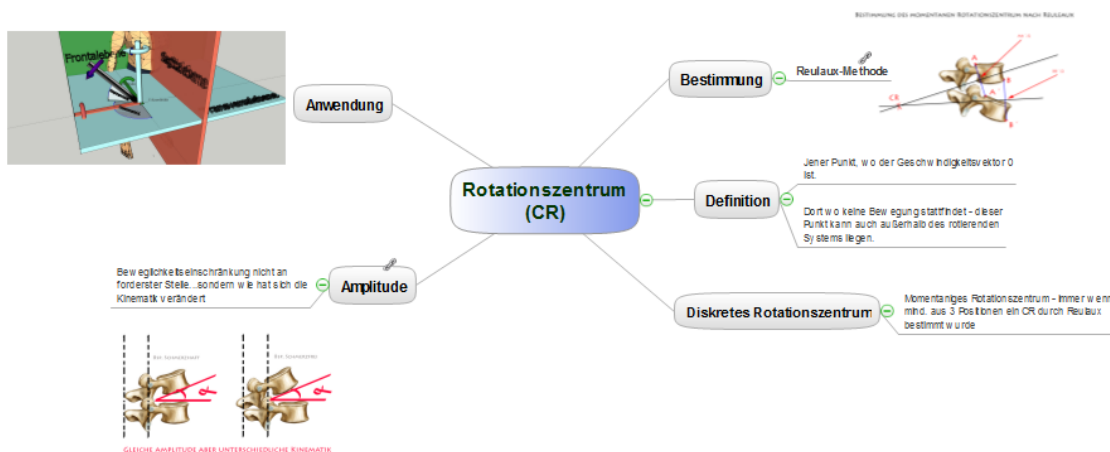 BESTIMMUNG DES MOMENTANEN ROTATIONSZENTRUM NACH REULEAUX
Frontalebene
Anwendung
Bestimmung
Reulaux-Methode
A
B
A'
B'
CR
Rotationszentrum
(CR)
Definition
Jener Punkt, wo der Geschwindigkeitsvektor 0
ist.
Dort wo keine Bewegung stattfindet - dieser
Punkt kann auch außerhalb des rotierenden
Systems liegen.
Beweglichkeitseinschränkung nicht an
forderster Stelle...sondern wie hat sich die
Kinematik verändert
Amplitude
Diskretes Rotationszentrum
Momentaniges Rotationszentrum - immer wenn
mind. aus 3 Positionen ein CR durch Reulaux
bestimmt wurde
GLEICHE AMPLITUDE ABER UNTERSCHIEDLICHE KINEMATIK